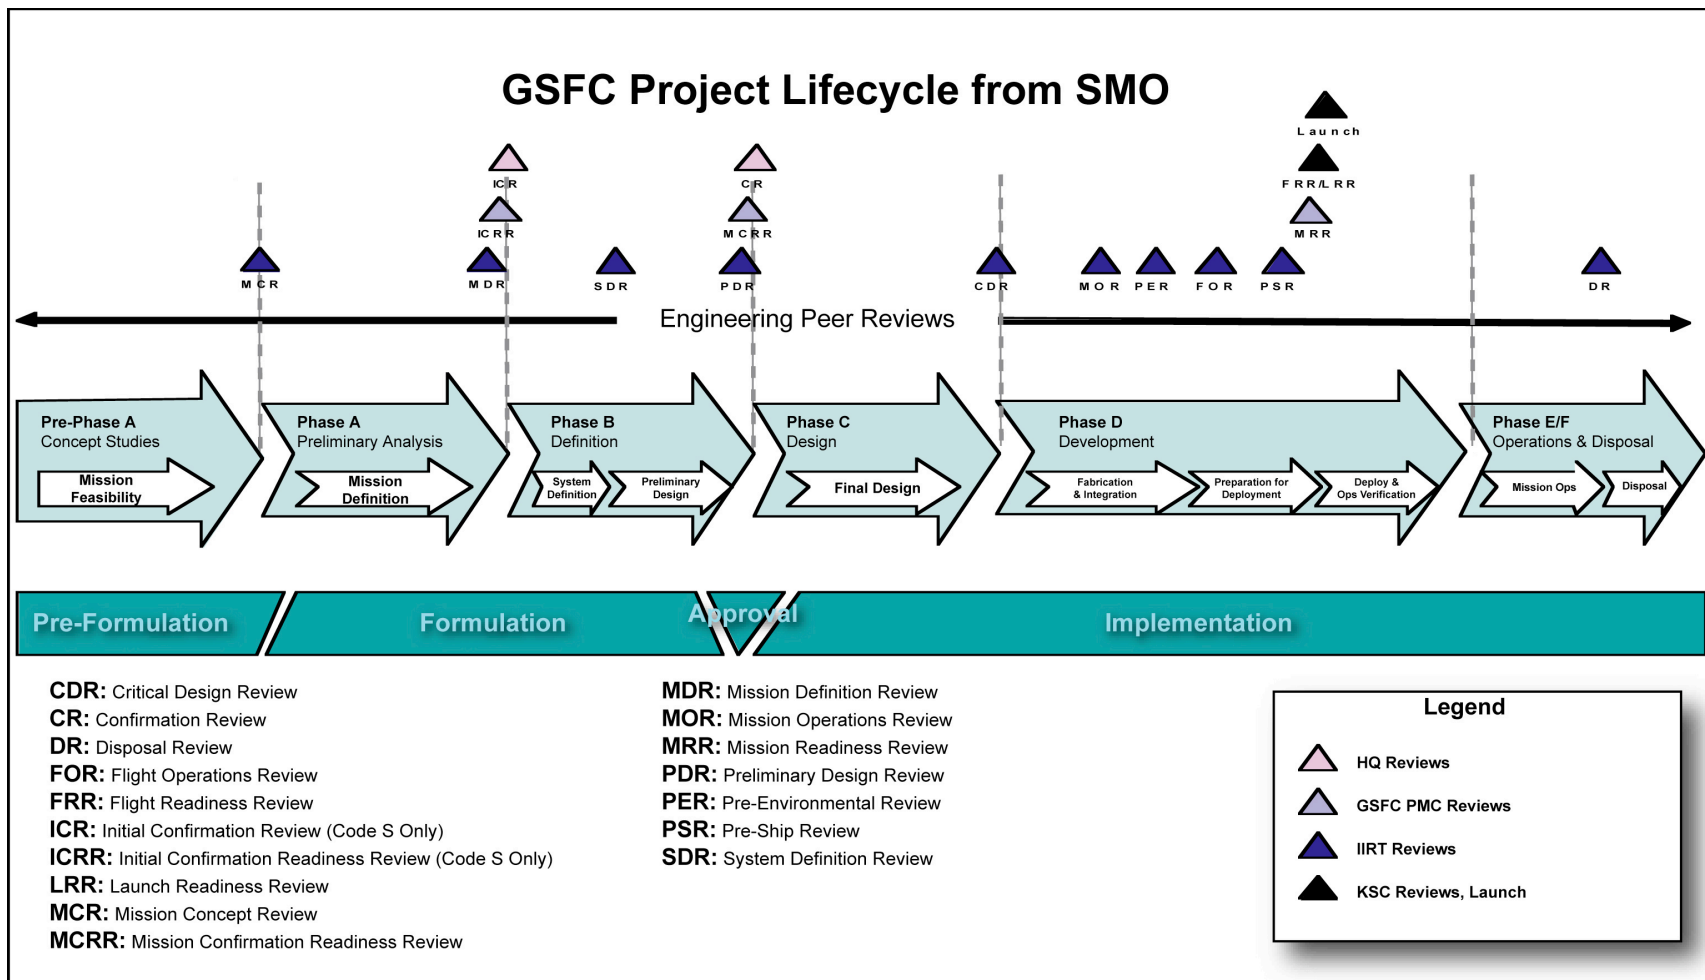 GSFC Project Lifecycle from SMO
Launch
ICR
CR
FRR/LRR
ICRR
MCRR
MRR
MCR
MDR
SDR
PDR
CDR
MOR
PER
FOR
PSR
DR
Engineering Peer Reviews
Pre-Phase A
Concept Studies
Mission
Feasibility
Phase A
Preliminary Analysis
Mission
Definition
Phase B
Definition
System
Definition
Preliminary
Design
Phase C
Design
Final Design
Phase D
Development
Fabrication
& Integration
Preparation for
Deployment
Deploy &
Ops Verification
Phase E/F
Operations & Disposal
Mission Ops
Disposal
Pre-Formulation
Formulation
Approval
Implementation
CDR: Critical Design Review
CR: Confirmation Review
DR: Disposal Review
FOR: Flight Operations Review
FRR: Flight Readiness Review
ICR: Initial Confirmation Review (Code S Only)
ICRR: Initial Confirmation Readiness Review (Code S Only)
LRR: Launch Readiness Review
MCR: Mission Concept Review
MCRR: Mission Confirmation Readiness Review
MDR: Mission Definition Review
MOR: Mission Operations Review
MRR: Mission Readiness Review
PDR: Preliminary Design Review
PER: Pre-Environmental Review
PSR: Pre-Ship Review
SDR: System Definition Review
Legend
HQ Reviews
GSFC PMC Reviews
IIRT Reviews
KSC Reviews, Launch